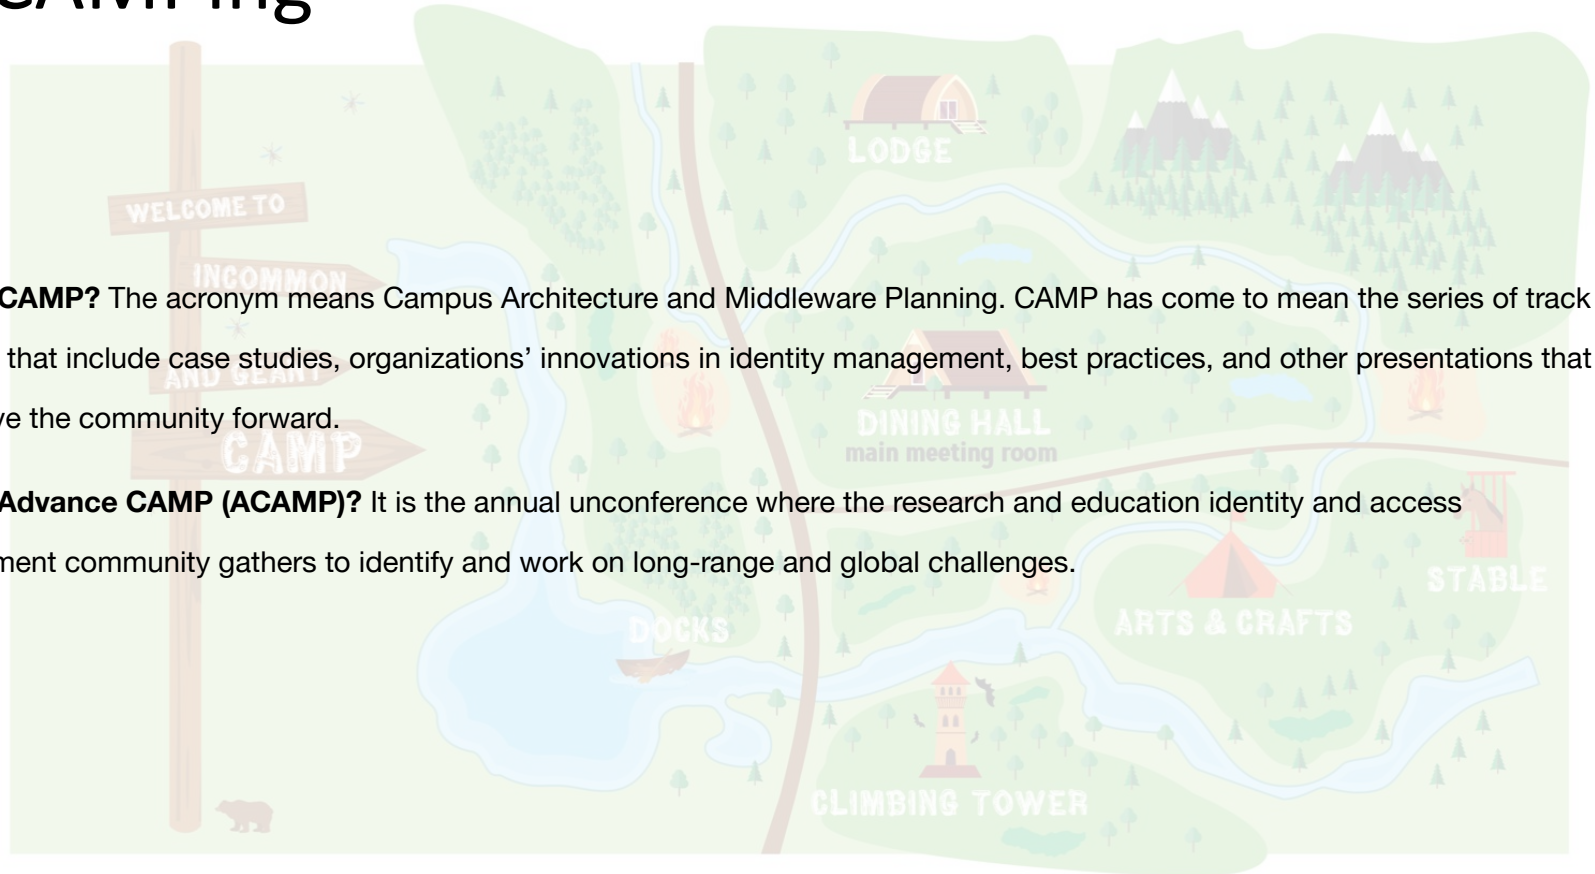 CAMPing
WELCOME TO
INCOMMON
AND GEANT
CAMP
LODGE
CAMP? The acronym means Campus Architecture and Middleware Planning. CAMP has come to mean the series of track
that include case studies, organizations’ innovations in identity management, best practices, and other presentations that
ve the community forward.
DINING HALL
main meeting room
Advance CAMP (ACAMP)? It is the annual unconference where the research and education identity and access
ment community gathers to identify and work on long-range and global challenges.
STABLE
ARTS & CRAFTS
DOCKS
CLIMBING TOWER